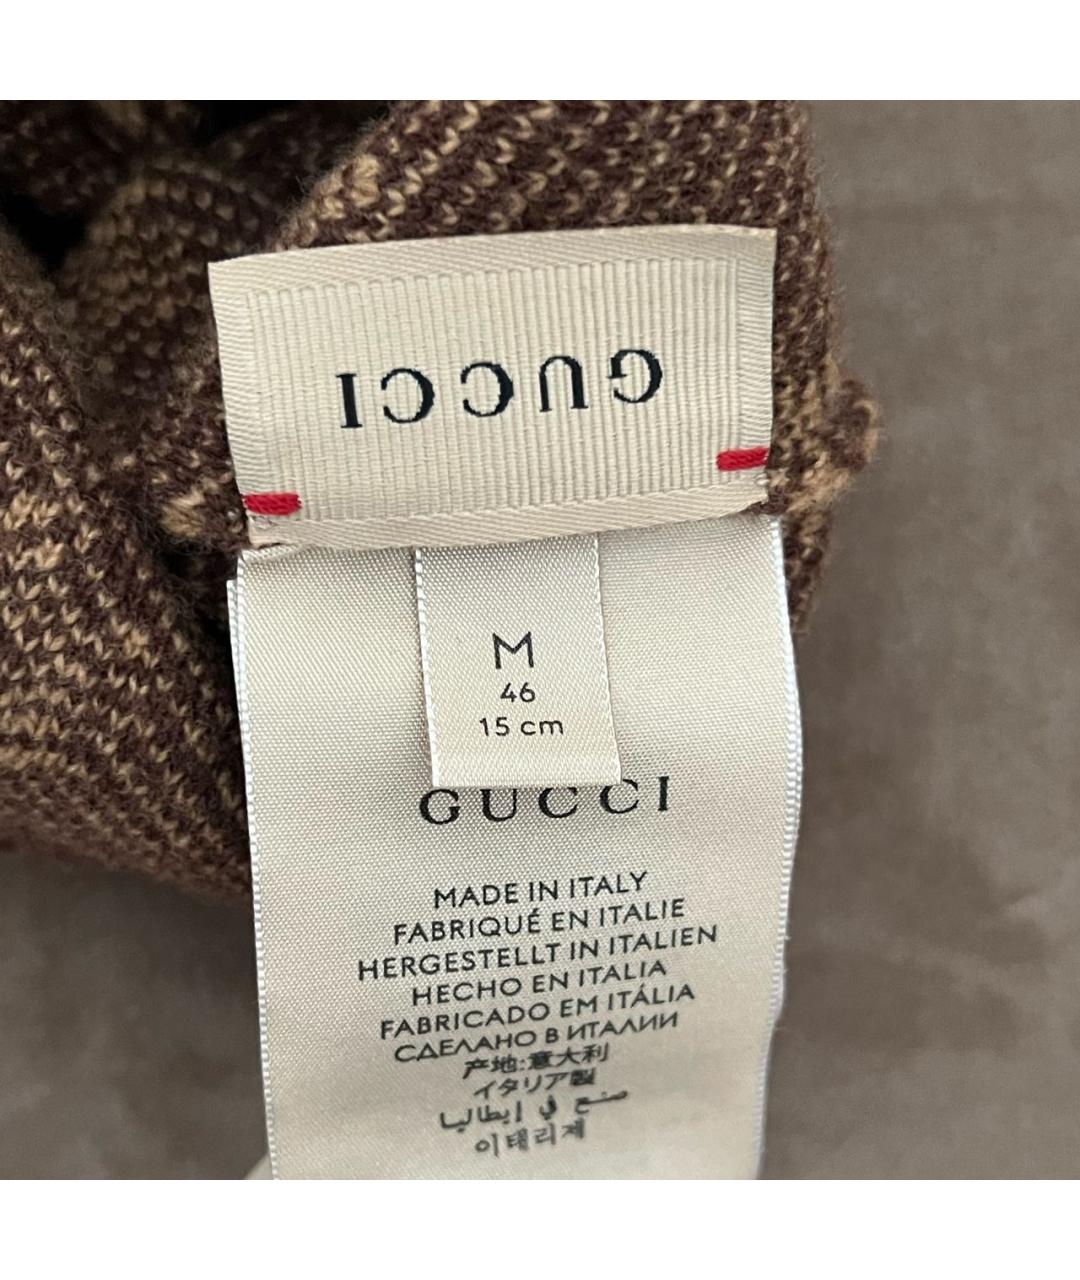 GUCCI
M
46
15 cm
GUCCI
MADE IN ITALY
FABRIQUÉ EN ITALIE
HERGESTELLT IN ITALIEN
HECHO EN ITALIA
FABRICADO EM ITÁLIA
СДЕЛАНО В ИТАЛИИ
产地:意大利
イタリア製
صنع في إيطاليا
이태리제